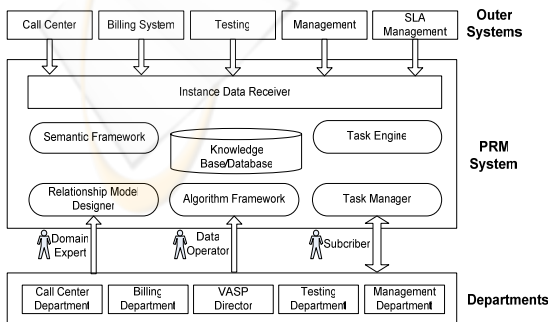 Call Center
Billing System
Testing
Management
SLA
Management
Outer
Systems
Instance Data Receiver
Semantic Framework
Knowledge
Base/Database
Task Engine
PRM
System
Relationship Model
Designer
Algorithm Framework
Task Manager
Domain
Expert
Data
Operator
Subcriber
Call Center
Department
Billing
Department
VASP
Director
Testing
Department
Management
Department
Departments